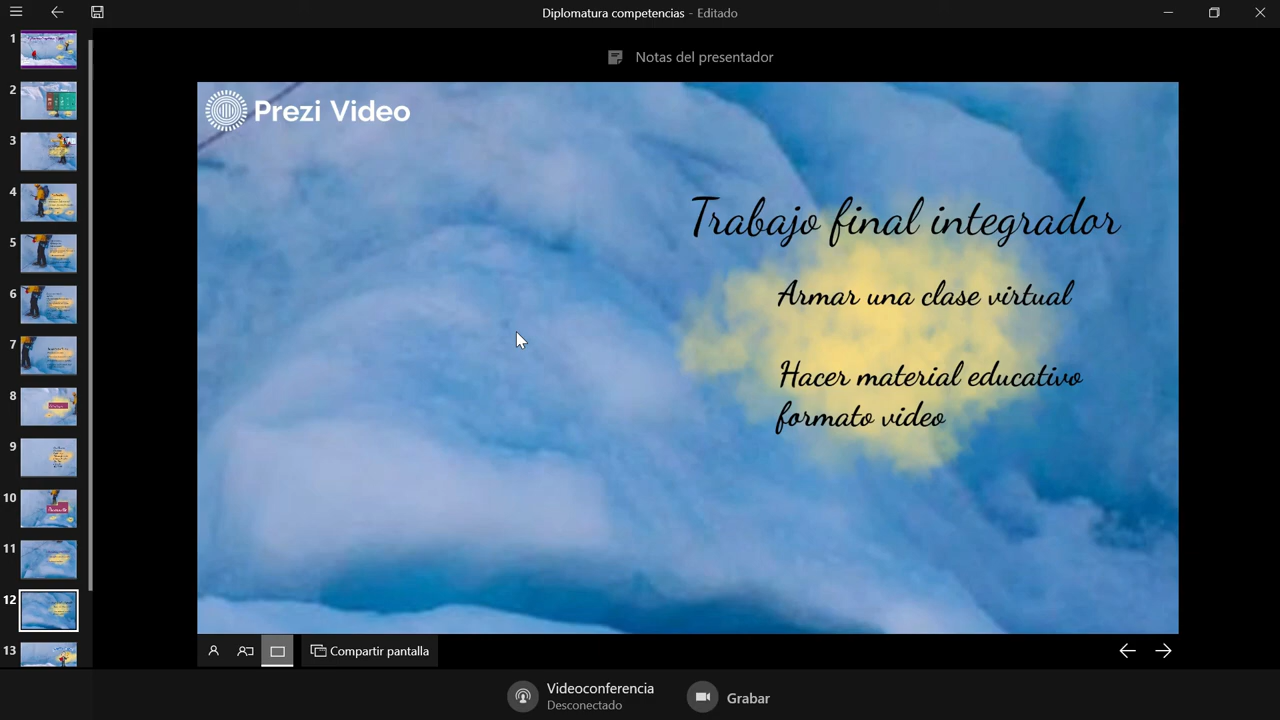 Diplomatura competencias - Editado
Notas del presentador
Prezi Video
Trabajo final integrador
Armar una clase virtual
Hacer material educativo
formato video
1
2
3
4
5
6
7
8
9
10
11
12
13
Compartir pantalla
Videoconferencia
Desconectado
Grabar